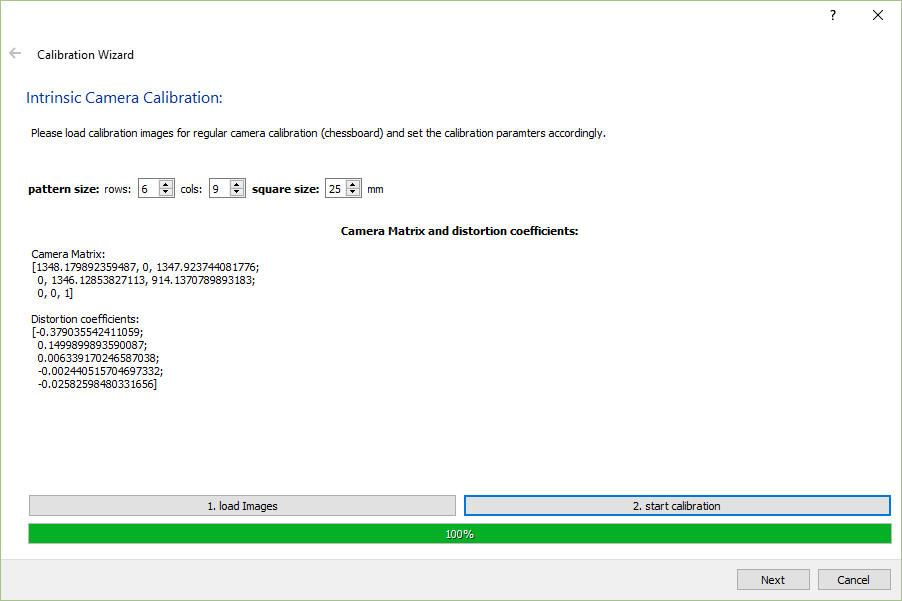 ?
Calibration Wizard
Intrinsic Camera Calibration:
Please load calibration images for regular camera calibration (chessboard) and set the calibration paramters accordingly.
pattern size: rows: 6 cols: 9 square size: 25 mm
Camera Matrix and distortion coefficients:
Camera Matrix:
[1348.179892359487, 0, 1347.923744081776;
0, 1346.12853827113, 914.1370789893183;
0, 0, 1]
Distortion coefficients:
[-0.379035542411059;
0.1499899893590087;
0.006339170246587038;
-0.002440515704697332;
-0.02582598480331656]
1. load Images 2. start calibration
100%
Next Cancel